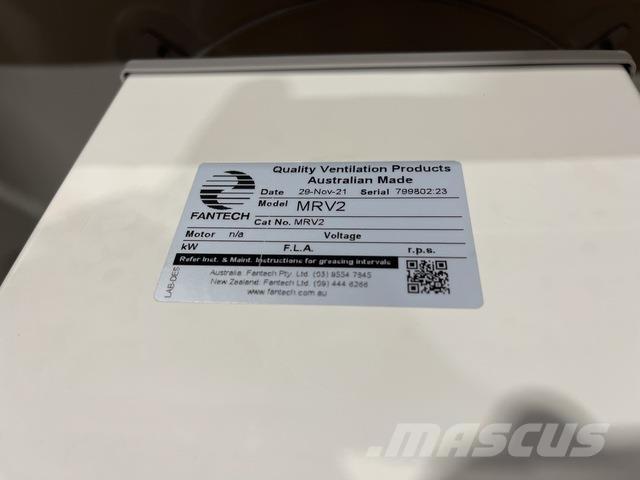 Quality Ventilation Products
Australian Made
FANTECH
Date 29-Nov-21 Serial 799802:23
Model MRV2
Cat No. MRV2
Motor n/a Voltage
kW F.L.A. r.p.s.
Refer Inst. & Maint. Instructions for greasing intervals
Australia: Fantech Pty. Ltd. (03) 9554 7845
New Zealand: Fantech Ltd. (09) 444 6266
www.fantech.com.au
LAB-DES
MASCUS